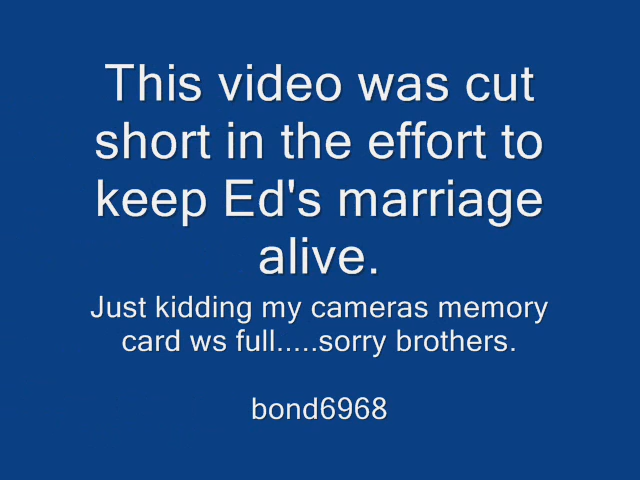 This video was cut
short in the effort to
keep Ed's marriage
alive.
Just kidding my cameras memory
card ws full.....sorry brothers.
bond6968